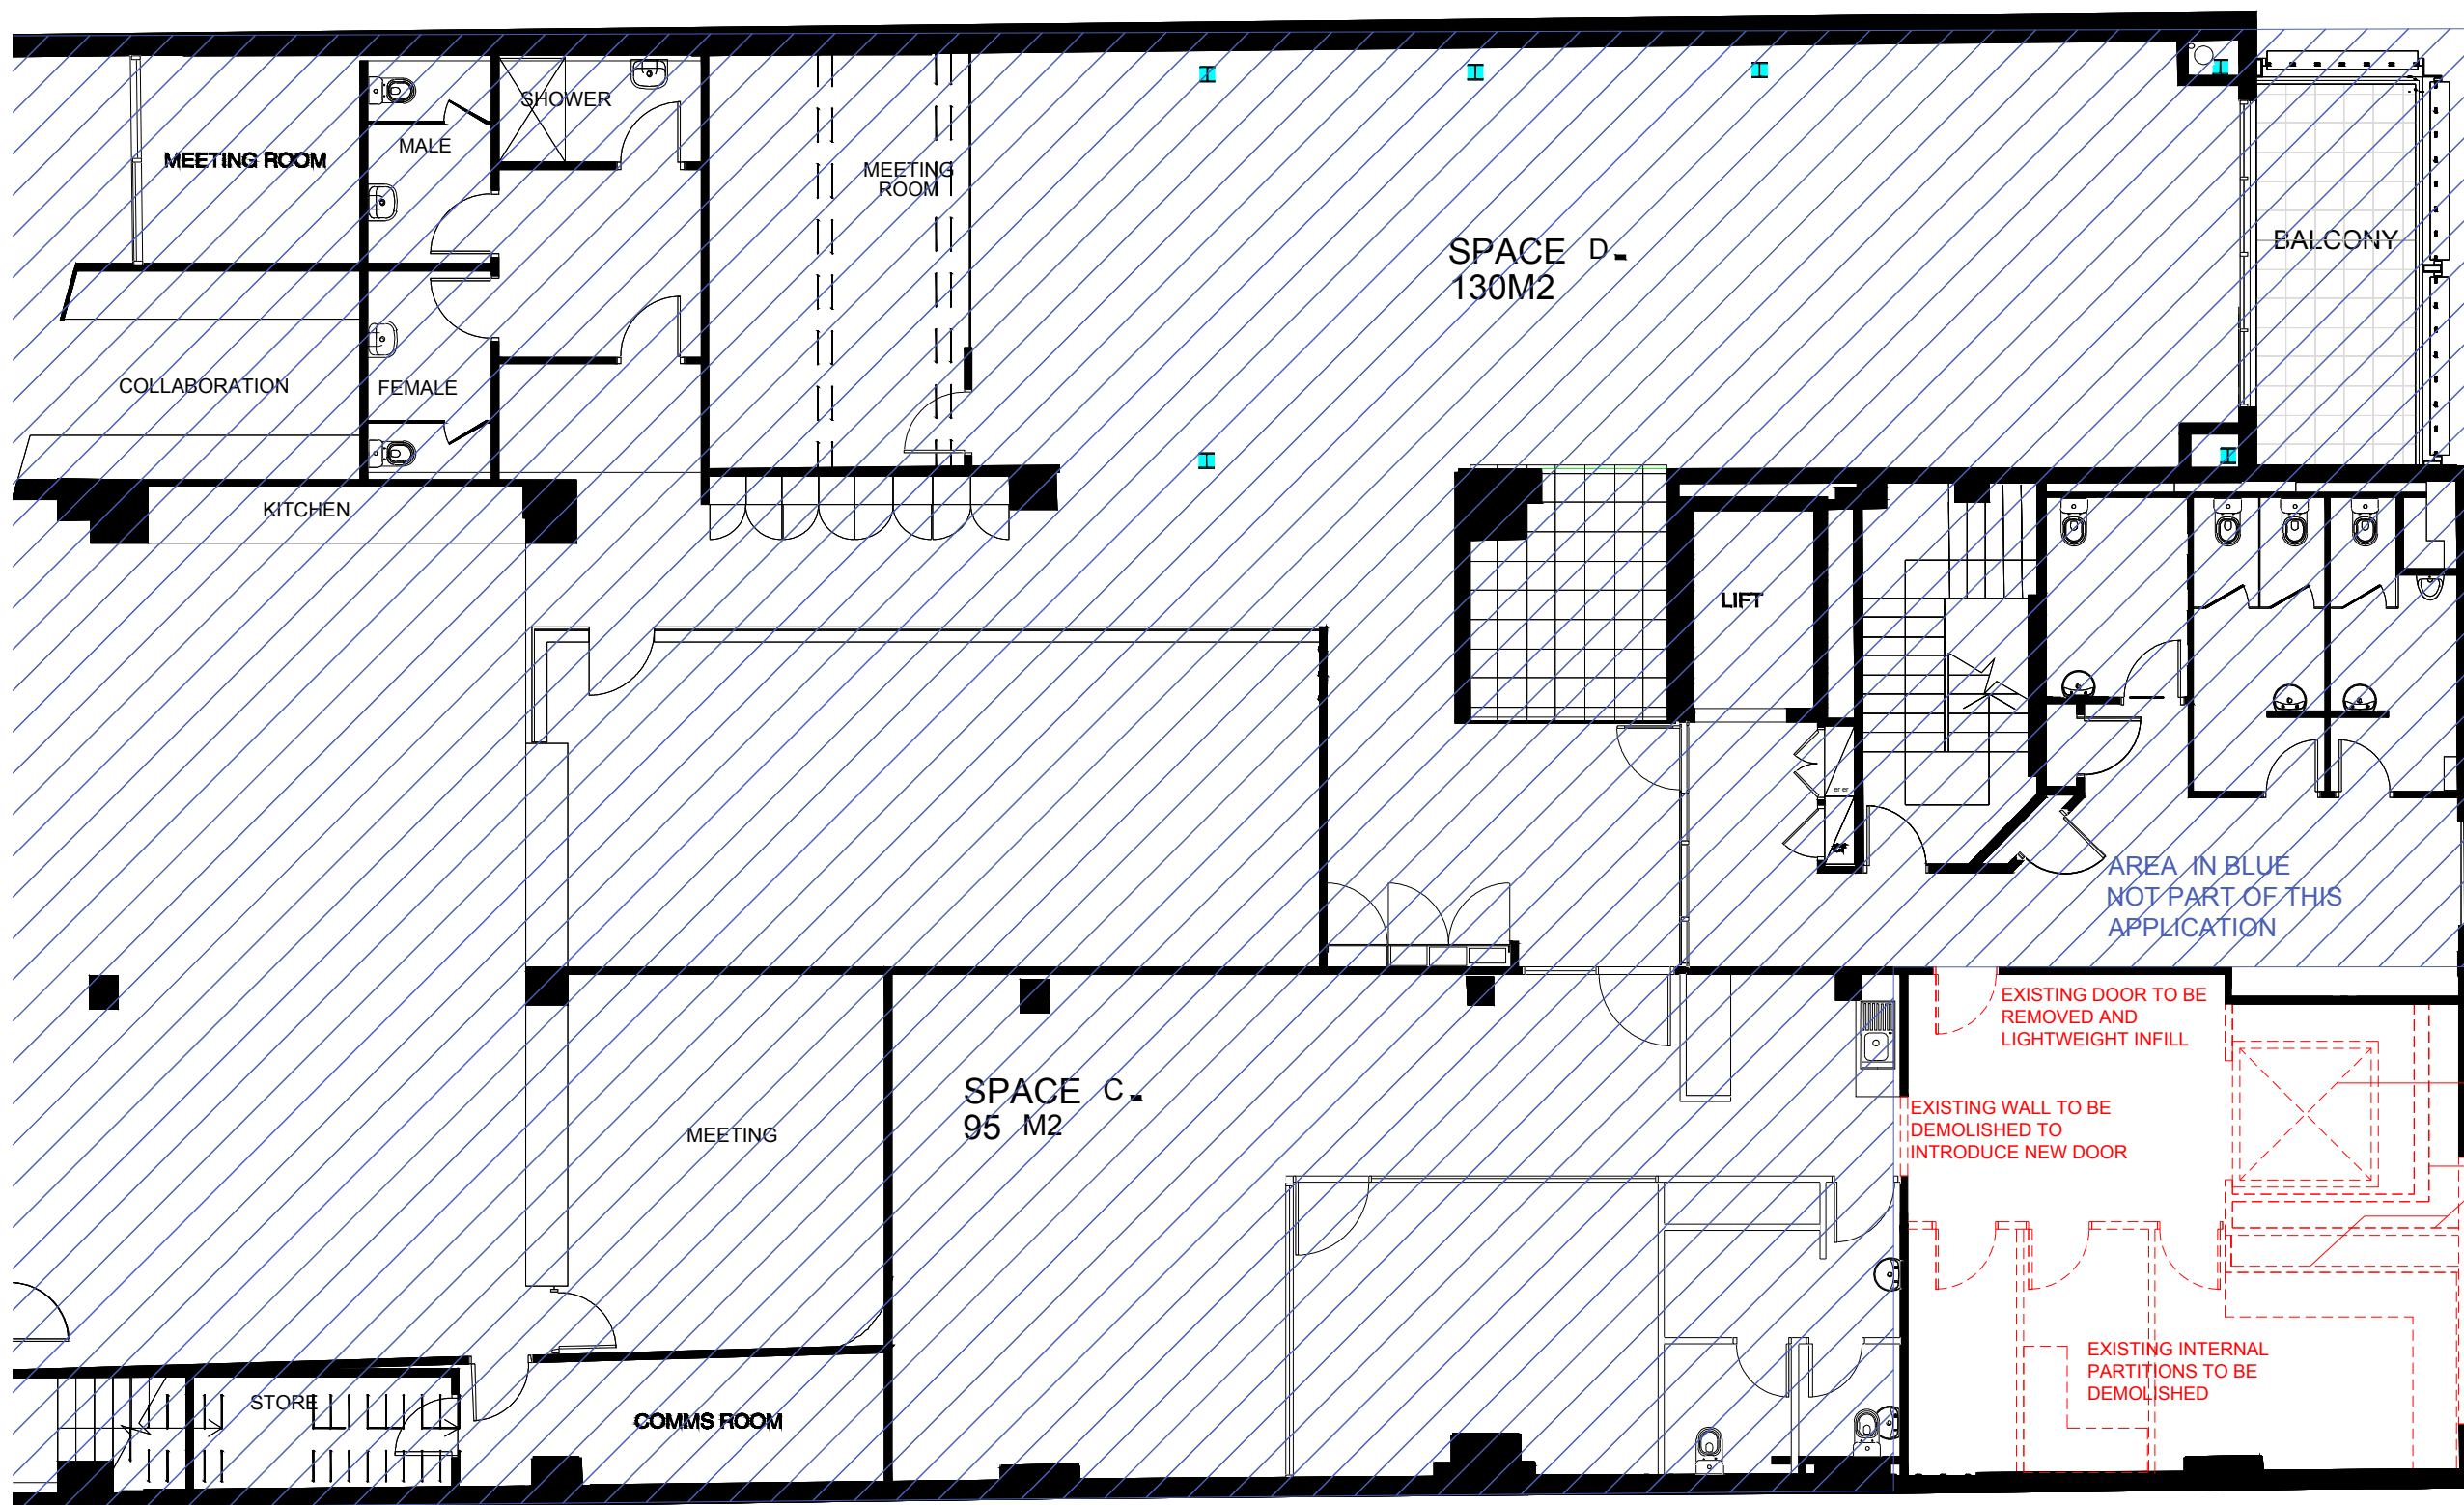 SHOWER
MALE
MEETING ROOM
MEETING
ROOM
SPACE D-
130M2
BALCONY
COLLABORATION
FEMALE
KITCHEN
LIFT
AREA IN BLUE
NOT PART OF THIS
APPLICATION
EXISTING DOOR TO BE
REMOVED AND
LIGHTWEIGHT INFILL
SPACE C-
95 M2
MEETING
EXISTING WALL TO BE
DEMOLISHED TO
INTRODUCE NEW DOOR
EXISTING INTERNAL
PARTITIONS TO BE
DEMOLISHED
STORE
COMMS ROOM